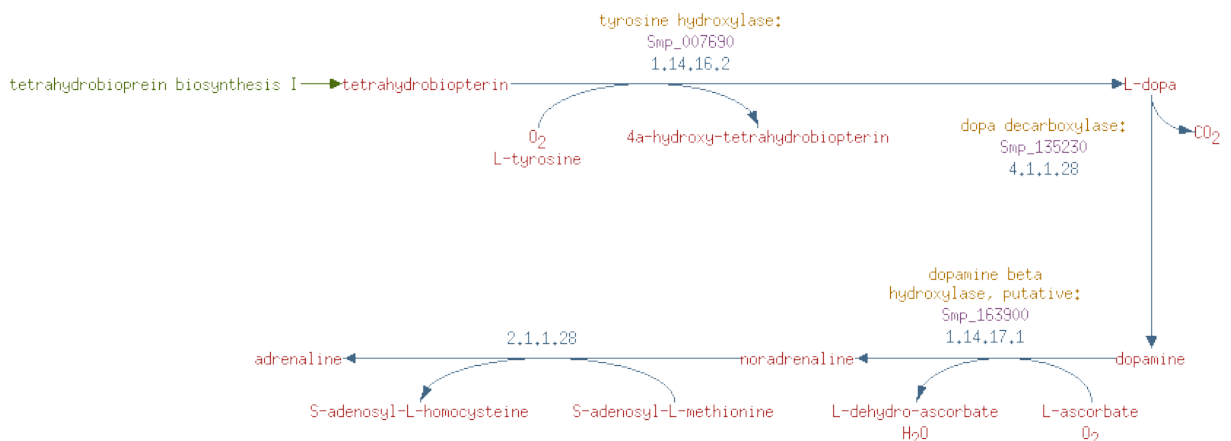 tyrosine hydroxylase:
Smp_007690
1.14.16.2
tetrahydrobioprein biosynthesis I
tetrahydrobiopterin
L-dopa
O2
L-tyrosine
4a-hydroxy-tetrahydrobiopterin
dopa decarboxylase:
Smp_135230
4.1.1.28
CO2
dopamine beta
hydroxylase, putative:
Smp_163900
1.14.17.1
2.1.1.28
adrenaline
noradrenaline
dopamine
S-adenosyl-L-homocysteine
S-adenosyl-L-methionine
L-dehydro-ascorbate
H2O
L-ascorbate
O2